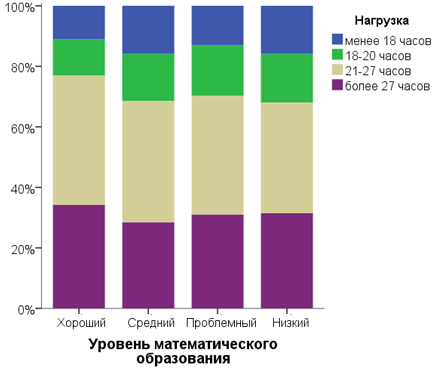 100%
80%
60%
40%
20%
0%
Хороший Средний Проблемный Низкий
Уровень математического
образования
Нагрузка
менее 18 часов
18-20 часов
21-27 часов
более 27 часов